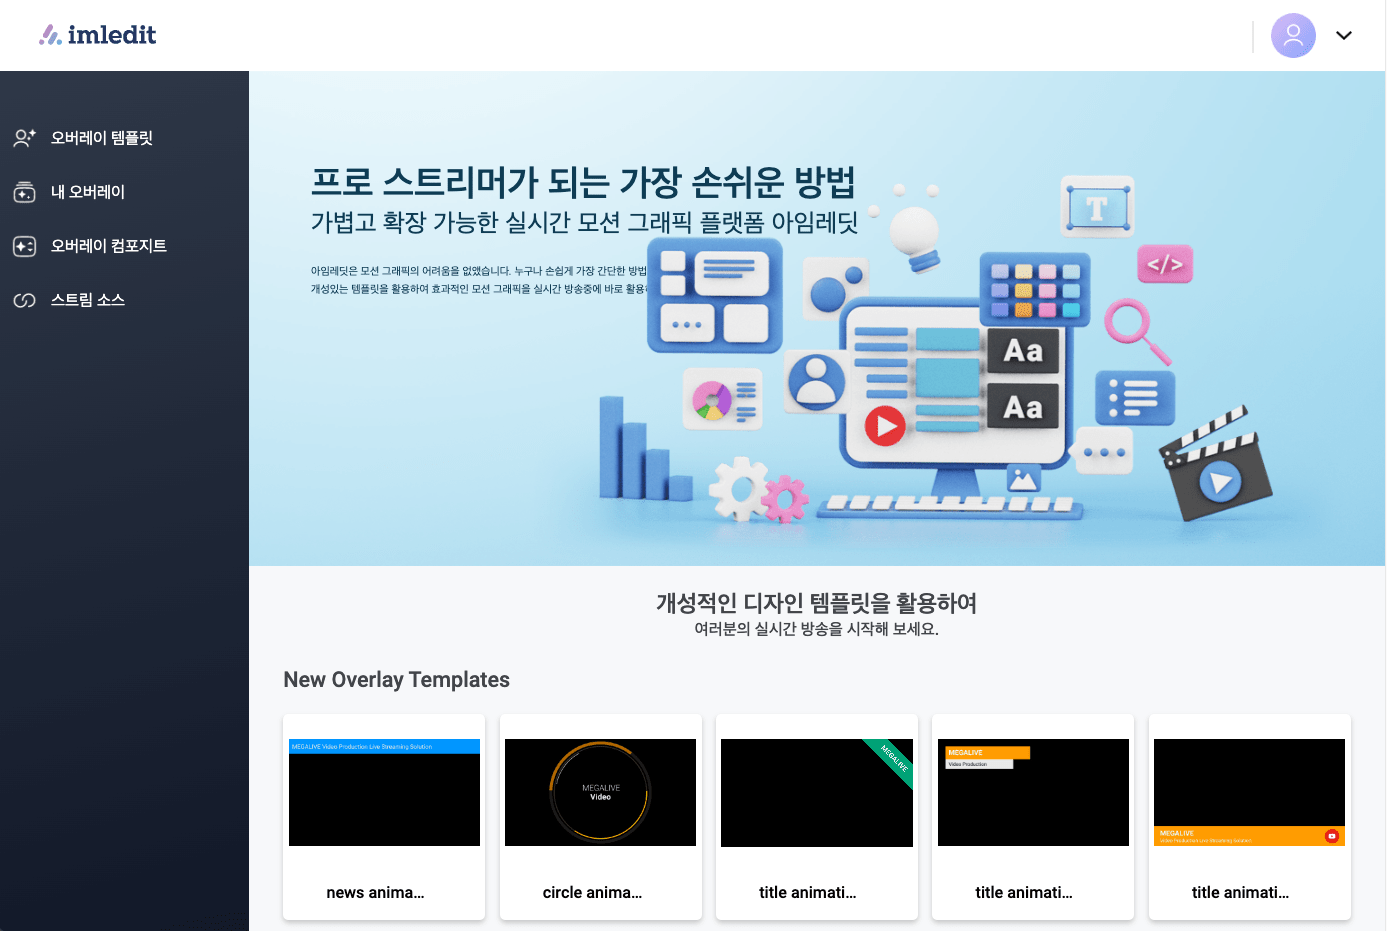 imledit
오버레이 템플릿
내 오버레이
오버레이 컴포지트
스트림 소스
프로 스트리머가 되는 가장 손쉬운 방법
가볍고 확장 가능한 실시간 모션 그래픽 플랫폼 아임레딧
아임레딧은 모션 그래픽의 어려움을 없앴습니다. 누구나 손쉽게 가장 간단한 방법
개성있는 템플릿을 활용하여 효과적인 모션 그래픽을 실시간 방송중에 바로 활용
T
</>
Aa
Aa
개성적인 디자인 템플릿을 활용하여
여러분의 실시간 방송을 시작해 보세요.
New Overlay Templates
MEGALIVE Video Production Live Streaming Solution
MEGALIVE
Video
MEGALIVE
MEGALIVE
Video Production
MEGALIVE
Video Production Live Streaming Solution
news anima...
circle anima...
title animati...
title animati...
title animati...